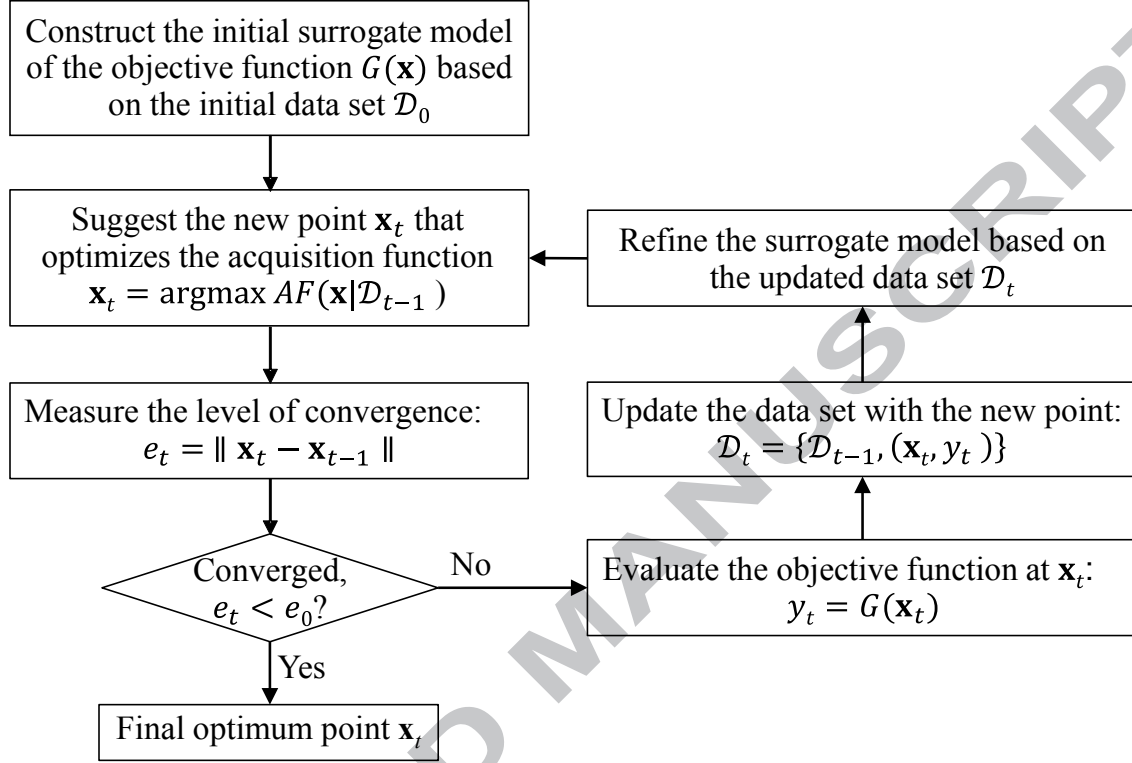 Construct the initial surrogate model
of the objective function G(𝐱) based
on the initial data set 𝒟₀
Suggest the new point 𝐱ₜ that
optimizes the acquisition function
𝐱ₜ = argmax AF(𝐱|𝒟ₜ₋₁ )
Measure the level of convergence:
eₜ = ‖ 𝐱ₜ − 𝐱ₜ₋₁ ‖
Converged,
eₜ < e₀?
No
Yes
Final optimum point 𝐱ₜ
Evaluate the objective function at 𝐱ₜ:
yₜ = G(𝐱ₜ)
Update the data set with the new point:
𝒟ₜ = {𝒟ₜ₋₁, (𝐱ₜ, yₜ )}
Refine the surrogate model based on
the updated data set 𝒟ₜ
D MANUSCRIPT